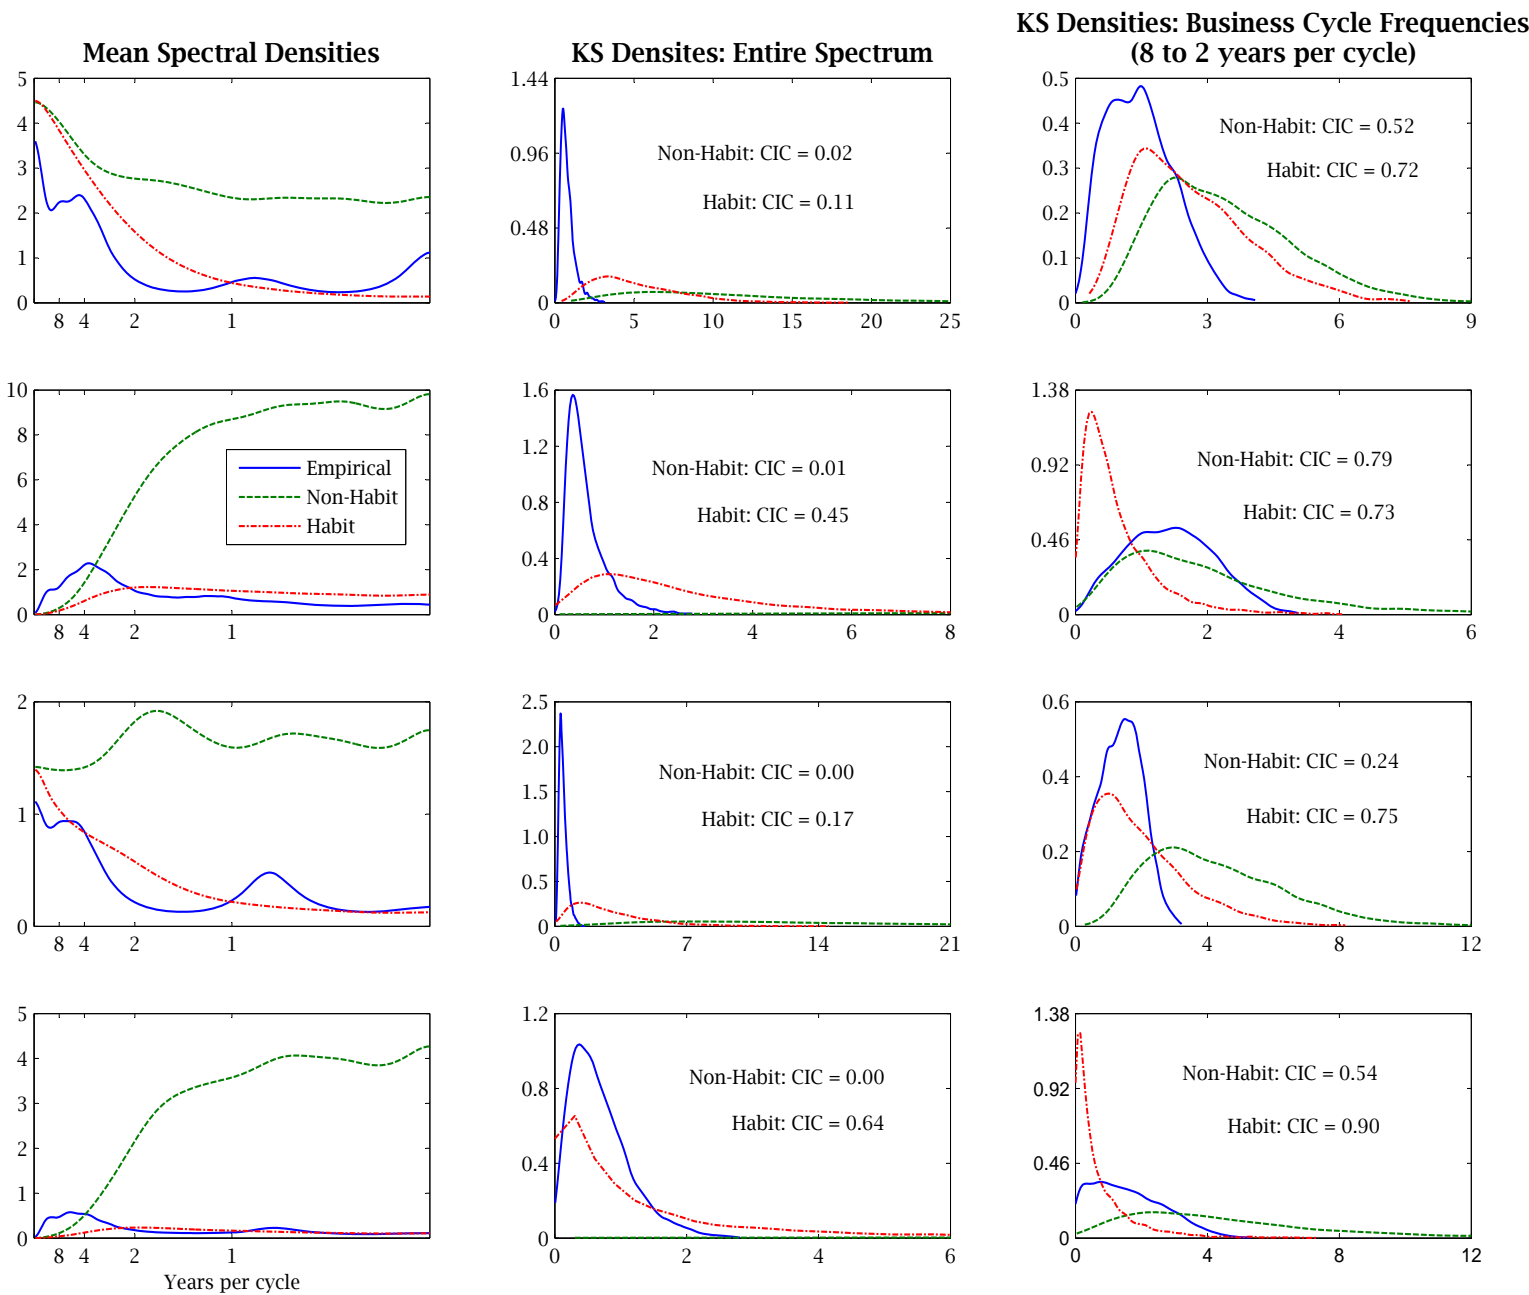 KS Densities: Business Cycle Frequencies
Mean Spectral Densities KS Densites: Entire Spectrum (8 to 2 years per cycle)
5
4
3
2
1
0
8 4 2 1
1.44
0.96
0.48
0
Non-Habit: CIC = 0.02
Habit: CIC = 0.11
0 5 10 15 20 25
0.5
0.4
0.3
0.2
0.1
0
Non-Habit: CIC = 0.52
Habit: CIC = 0.72
0 3 6 9
10
8
6
4
2
0
Empirical
Non-Habit
Habit
8 4 2 1
1.6
1.2
0.8
0.4
0
Non-Habit: CIC = 0.01
Habit: CIC = 0.45
0 2 4 6 8
1.38
0.92
0.46
0
Non-Habit: CIC = 0.79
Habit: CIC = 0.73
0 2 4 6
2
1
0
8 4 2 1
2.5
2.0
1.5
1.0
0.5
0
Non-Habit: CIC = 0.00
Habit: CIC = 0.17
0 7 14 21
0.6
0.4
0.2
0
Non-Habit: CIC = 0.24
Habit: CIC = 0.75
0 4 8 12
5
4
3
2
1
0
8 4 2 1
Years per cycle
1.2
0.8
0.4
0
Non-Habit: CIC = 0.00
Habit: CIC = 0.64
0 2 4 6
1.38
0.92
0.46
0
Non-Habit: CIC = 0.54
Habit: CIC = 0.90
0 4 8 12